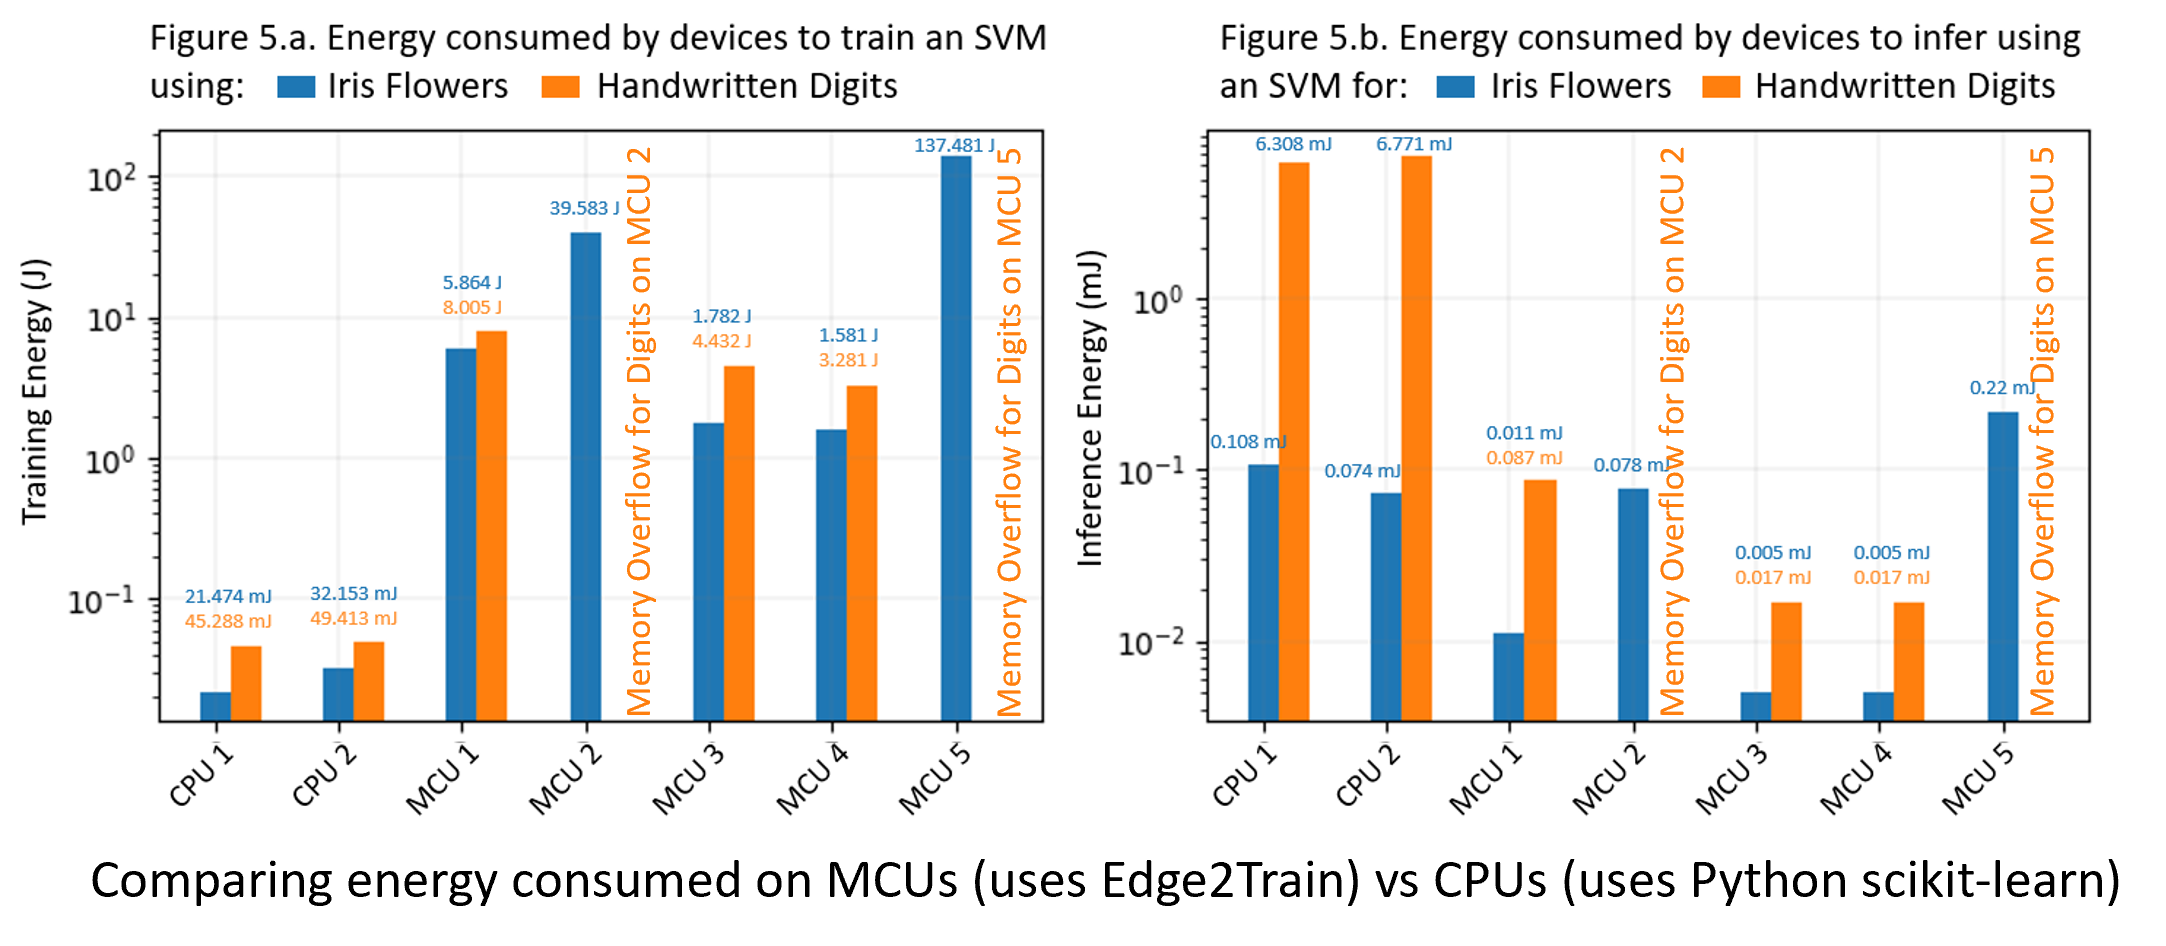 Figure 5.a. Energy consumed by devices to train an SVM
using: Iris Flowers Handwritten Digits
Training Energy (J)
10²
10¹
10⁰
10⁻¹
21.474 mJ
45.288 mJ
32.153 mJ
49.413 mJ
5.864 J
8.005 J
39.583 J
Memory Overflow for Digits on MCU 2
1.782 J
4.432 J
1.581 J
3.281 J
137.481 J
Memory Overflow for Digits on MCU 5
CPU 1
CPU 2
MCU 1
MCU 2
MCU 3
MCU 4
MCU 5
Figure 5.b. Energy consumed by devices to infer using
an SVM for: Iris Flowers Handwritten Digits
Inference Energy (mJ)
10⁰
10⁻¹
10⁻²
0.108 mJ
6.308 mJ
0.074 mJ
6.771 mJ
0.011 mJ
0.087 mJ
0.078 mJ
Memory Overflow for Digits on MCU 2
0.005 mJ
0.017 mJ
0.005 mJ
0.017 mJ
0.22 mJ
Memory Overflow for Digits on MCU 5
CPU 1
CPU 2
MCU 1
MCU 2
MCU 3
MCU 4
MCU 5
Comparing energy consumed on MCUs (uses Edge2Train) vs CPUs (uses Python scikit-learn)